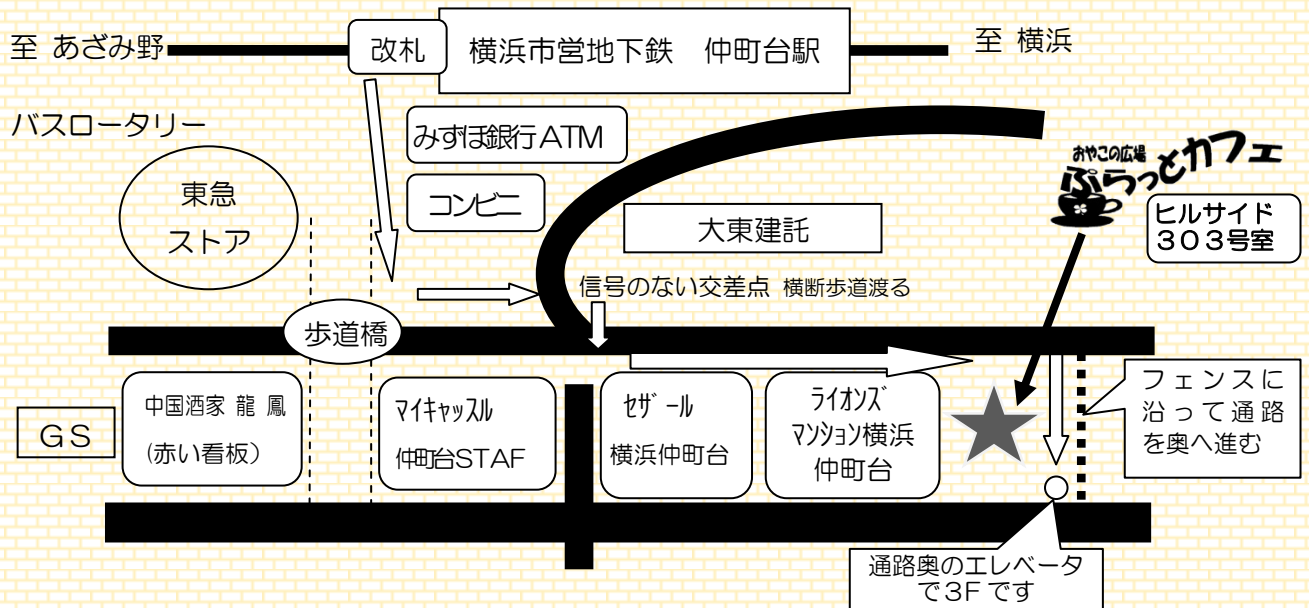 至 あざみ野
改札
横浜市営地下鉄 仲町台駅
至 横浜
バスロータリー
みずほ銀行ATM
コンビニ
東急
ストア
大東建託
おやこの広場
ぷらっとカフェ
ヒルサイド
303号室
信号のない交差点 横断歩道渡る
歩道橋
GS
中国酒家 龍 鳳
(赤い看板)
マイキャッスル
仲町台STAF
セザール
横浜仲町台
ライオンズ
マンション横浜
仲町台
フェンスに
沿って通路
を奥へ進む
通路奥のエレベータ
で3Fです